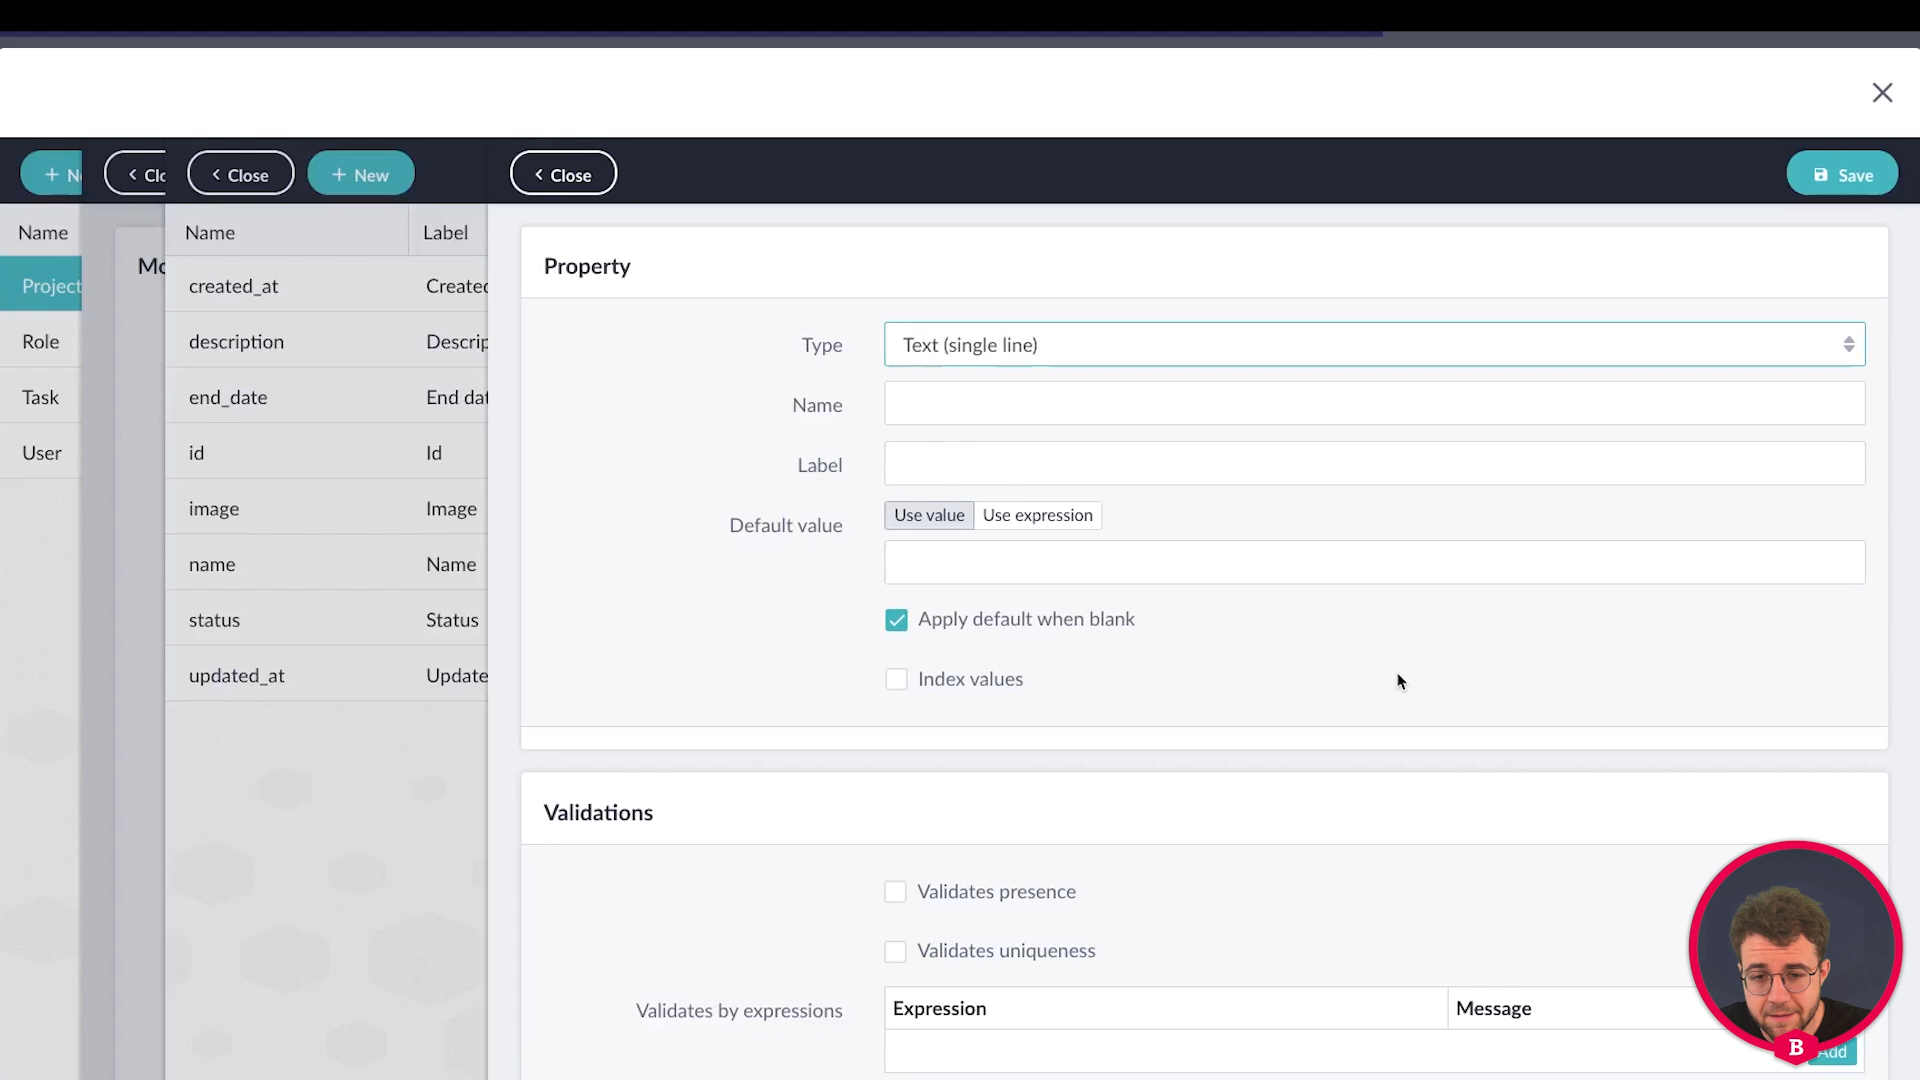 + N
< Clo
< Close
+ New
< Close
Save
Name
Project
Role
Task
User
Mo
Name
Label
created_at
Created
description
Descrip
end_date
End dat
id
Id
image
Image
name
Name
status
Status
updated_at
Update
Property
Type
Text (single line)
Name
Label
Default value
Use value
Use expression
Apply default when blank
Index values
Validations
Validates presence
Validates uniqueness
Validates by expressions
Expression
Message
Add
B